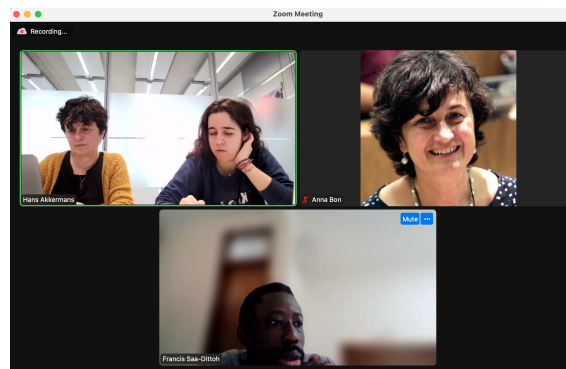 Zoom Meeting
Recording...
Hans Akkermans
Anna Bon
Mute
Francis Saa-Dittoh